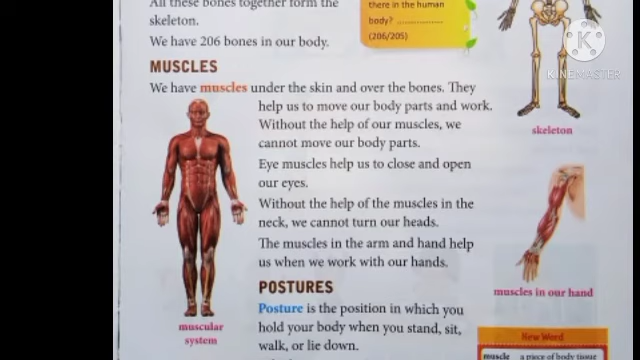 All these bones together form the
skeleton.
We have 206 bones in our body.
there in the human
body? ..................
(206/205)
KINEMASTER
skeleton
MUSCLES
We have muscles under the skin and over the bones. They
help us to move our body parts and work.
Without the help of our muscles, we
cannot move our body parts.
Eye muscles help us to close and open
our eyes.
Without the help of the muscles in the
neck, we cannot turn our heads.
The muscles in the arm and hand help
us when we work with our hands.
muscular
system
muscles in our hand
POSTURES
Posture is the position in which you
hold your body when you stand, sit,
walk, or lie down.
New Word
muscle a piece of body tissue